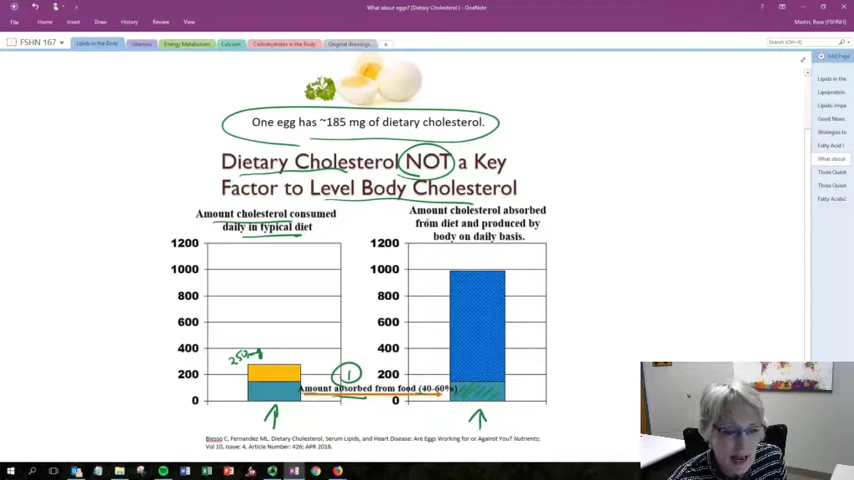 What about eggs? (Dietary Cholesterol) - OneNote
Martin, Rose [FSHN]
File
Home
Insert
Draw
History
Review
View
FSHN 167
Lipids in the Body
Vitamins
Energy Metabolism
Calcium
Carbohydrates in the Body
Original Drawings
+
Search (Ctrl+E)
Add Page
Lipids in the
Lipoprotein
Lipids: Impa
Good News
Strategies to
Fatty Acid I
What about
Three Quest
Three Quest
Fatty Acids2
One egg has ~185 mg of dietary cholesterol.
Dietary Cholesterol NOT a Key
Factor to Level Body Cholesterol
Amount cholesterol consumed
daily in typical diet
1200
1000
800
600
400
200
0
250mg
Amount cholesterol absorbed
from diet and produced by
body on daily basis.
1200
1000
800
600
400
200
0
1
Amount absorbed from food (40-60%)
Blesso C, Fernandez ML. Dietary Cholesterol, Serum Lipids, and Heart Disease: Are Eggs Working for or Against You? Nutrients;
Vol 10, Issue: 4, Article Number: 426; APR 2018.